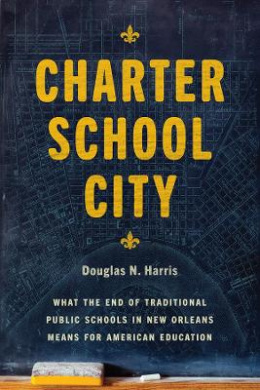 CHARTER
SCHOOL
CITY
Douglas N. Harris
WHAT THE END OF TRADITIONAL
PUBLIC SCHOOLS IN NEW ORLEANS
MEANS FOR AMERICAN EDUCATION